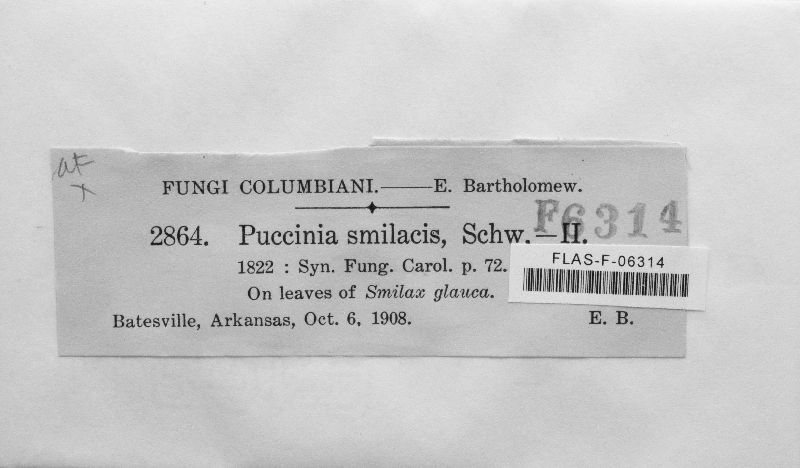 at
x
FUNGI COLUMBIANI.——E. Bartholomew.
F6314
2864. Puccinia smilacis, Schw.—II.
1822 : Syn. Fung. Carol. p. 72.
FLAS-F-06314
On leaves of Smilax glauca.
Batesville, Arkansas, Oct. 6, 1908. E. B.